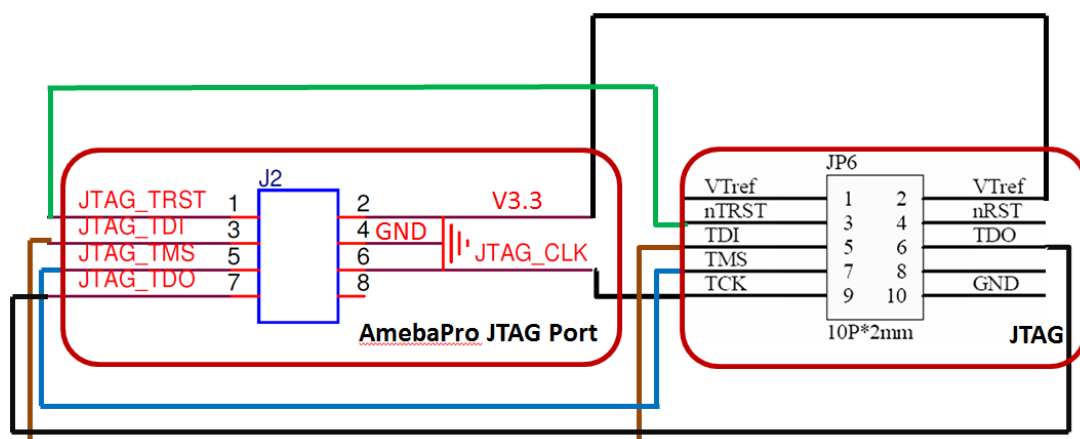 J2
JTAG_TRST 1 2 V3.3
JTAG_TDI 3 4 GND
JTAG_TMS 5 6 JTAG_CLK
JTAG_TDO 7 8
AmebaPro JTAG Port
JP6
VTref 1 2 VTref
nTRST 3 4 nRST
TDI 5 6 TDO
TMS 7 8
TCK 9 10 GND
10P*2mm
JTAG